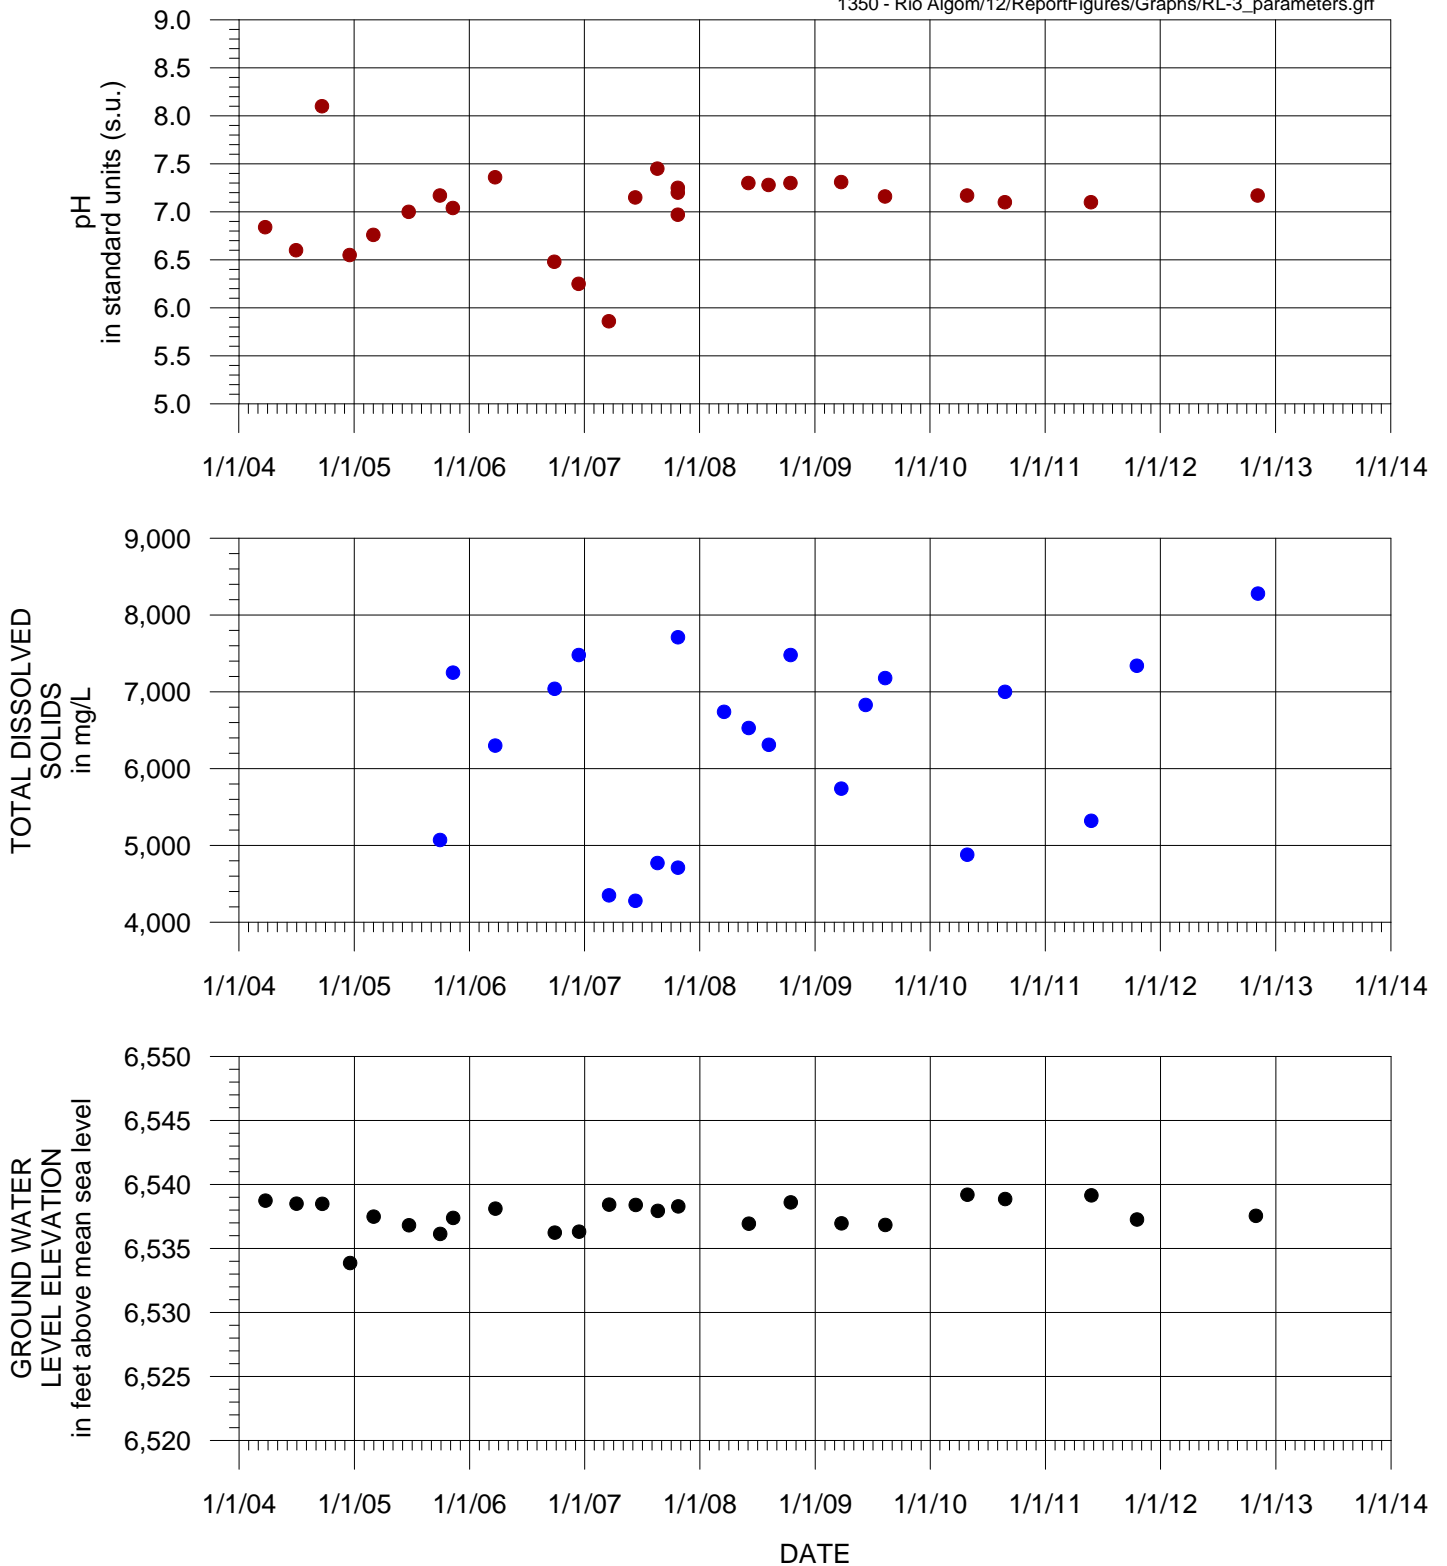 1350 - Rio Algom/12/ReportFigures/Graphs/RL-3_parameters.grf
9.0
8.5
8.0
7.5
7.0
6.5
6.0
5.5
5.0
pH
in standard units (s.u.)
1/1/04 1/1/05 1/1/06 1/1/07 1/1/08 1/1/09 1/1/10 1/1/11 1/1/12 1/1/13 1/1/14
9,000
8,000
7,000
6,000
5,000
4,000
TOTAL DISSOLVED
SOLIDS
in mg/L
1/1/04 1/1/05 1/1/06 1/1/07 1/1/08 1/1/09 1/1/10 1/1/11 1/1/12 1/1/13 1/1/14
6,550
6,545
6,540
6,535
6,530
6,525
6,520
GROUND WATER
LEVEL ELEVATION
in feet above mean sea level
1/1/04 1/1/05 1/1/06 1/1/07 1/1/08 1/1/09 1/1/10 1/1/11 1/1/12 1/1/13 1/1/14
DATE